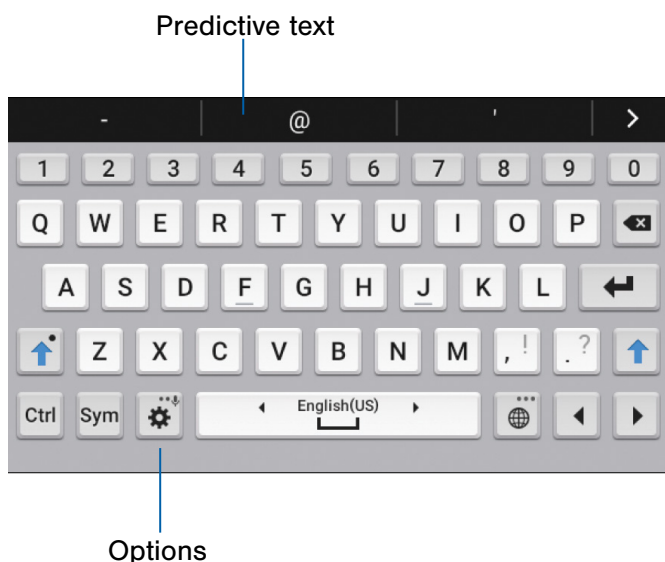 Predictive text
- @ '
1 2 3 4 5 6 7 8 9 0
Q W E R T Y U I O P
A S D F G H J K L
Z X C V B N M , ! . ?
Ctrl Sym English(US)
Options